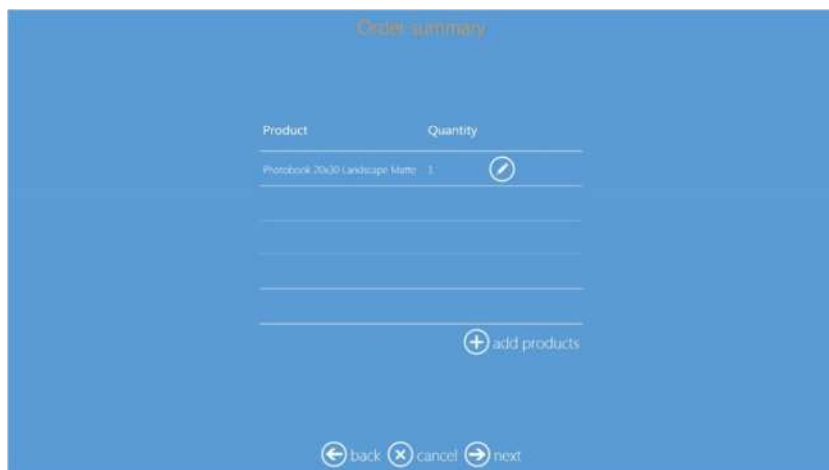 Order summary
Product Quantity
Photobook 20x30 Landscape Matte 1
add products
back cancel next